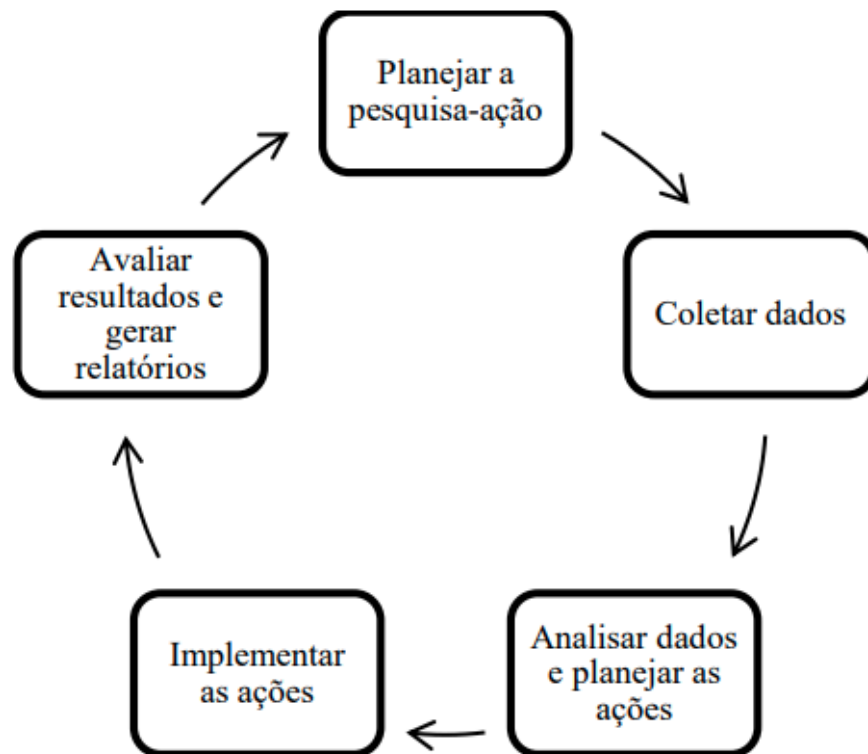 Planejar a
pesquisa-ação
Coletar dados
Analisar dados
e planejar as
ações
Implementar
as ações
Avaliar
resultados e
gerar
relatórios